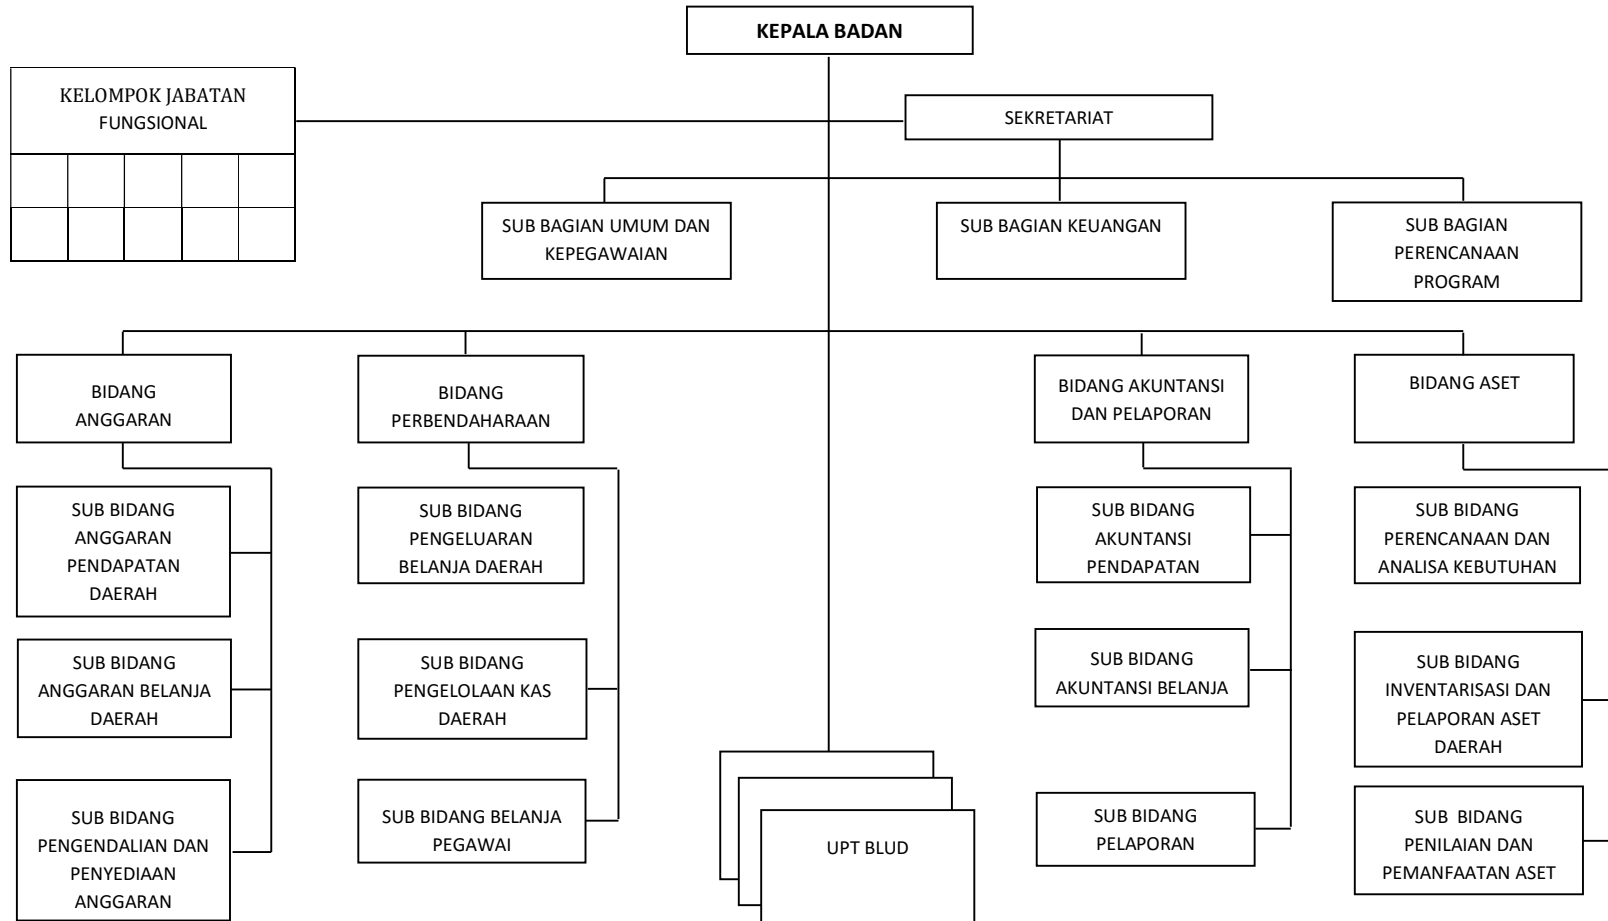 KEPALA BADAN
KELOMPOK JABATAN
FUNGSIONAL
SEKRETARIAT
SUB BAGIAN UMUM DAN
KEPEGAWAIAN
SUB BAGIAN KEUANGAN
SUB BAGIAN
PERENCANAAN
PROGRAM
BIDANG
ANGGARAN
BIDANG
PERBENDAHARAAN
BIDANG AKUNTANSI
DAN PELAPORAN
BIDANG ASET
SUB BIDANG
ANGGARAN
PENDAPATAN
DAERAH
SUB BIDANG
PENGELUARAN
BELANJA DAERAH
SUB BIDANG
AKUNTANSI
PENDAPATAN
SUB BIDANG
PERENCANAAN DAN
ANALISA KEBUTUHAN
SUB BIDANG
ANGGARAN BELANJA
DAERAH
SUB BIDANG
PENGELOLAAN KAS
DAERAH
SUB BIDANG
AKUNTANSI BELANJA
SUB BIDANG
INVENTARISASI DAN
PELAPORAN ASET
DAERAH
SUB BIDANG
PENGENDALIAN DAN
PENYEDIAAN
ANGGARAN
SUB BIDANG BELANJA
PEGAWAI
UPT BLUD
SUB BIDANG
PELAPORAN
SUB  BIDANG
PENILAIAN DAN
PEMANFAATAN ASET